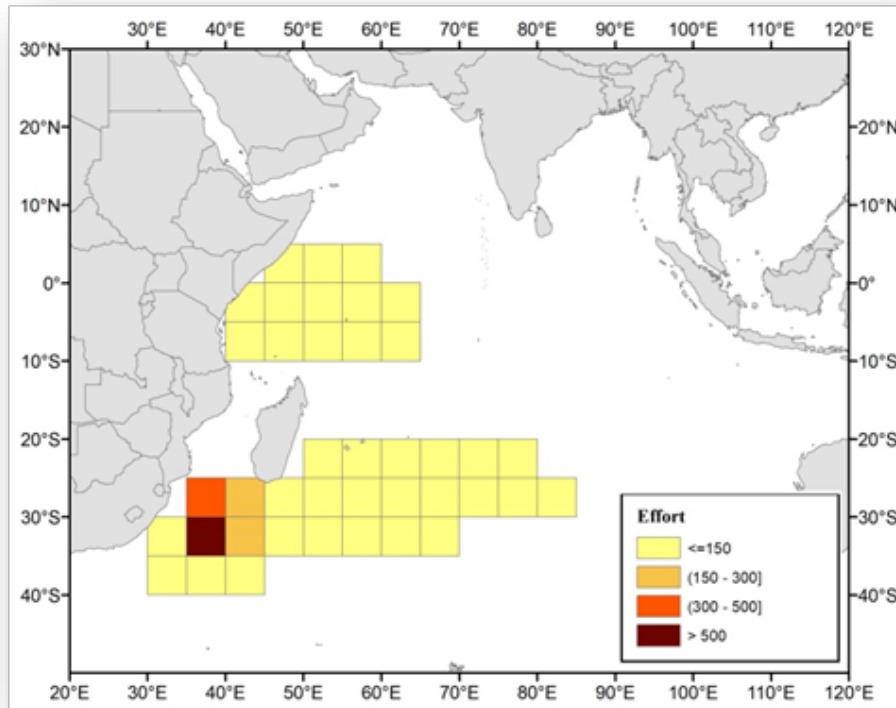 30°E 40°E 50°E 60°E 70°E 80°E 90°E 100°E 110°E 120°E
30°N
20°N 20°N
10°N 10°N
0° 0°
10°S 10°S
20°S 20°S
30°S 30°S
40°S 40°S
Effort
<=150
(150 - 300]
(300 - 500]
> 500
20°E 30°E 40°E 50°E 60°E 70°E 80°E 90°E 100°E 110°E 120°E